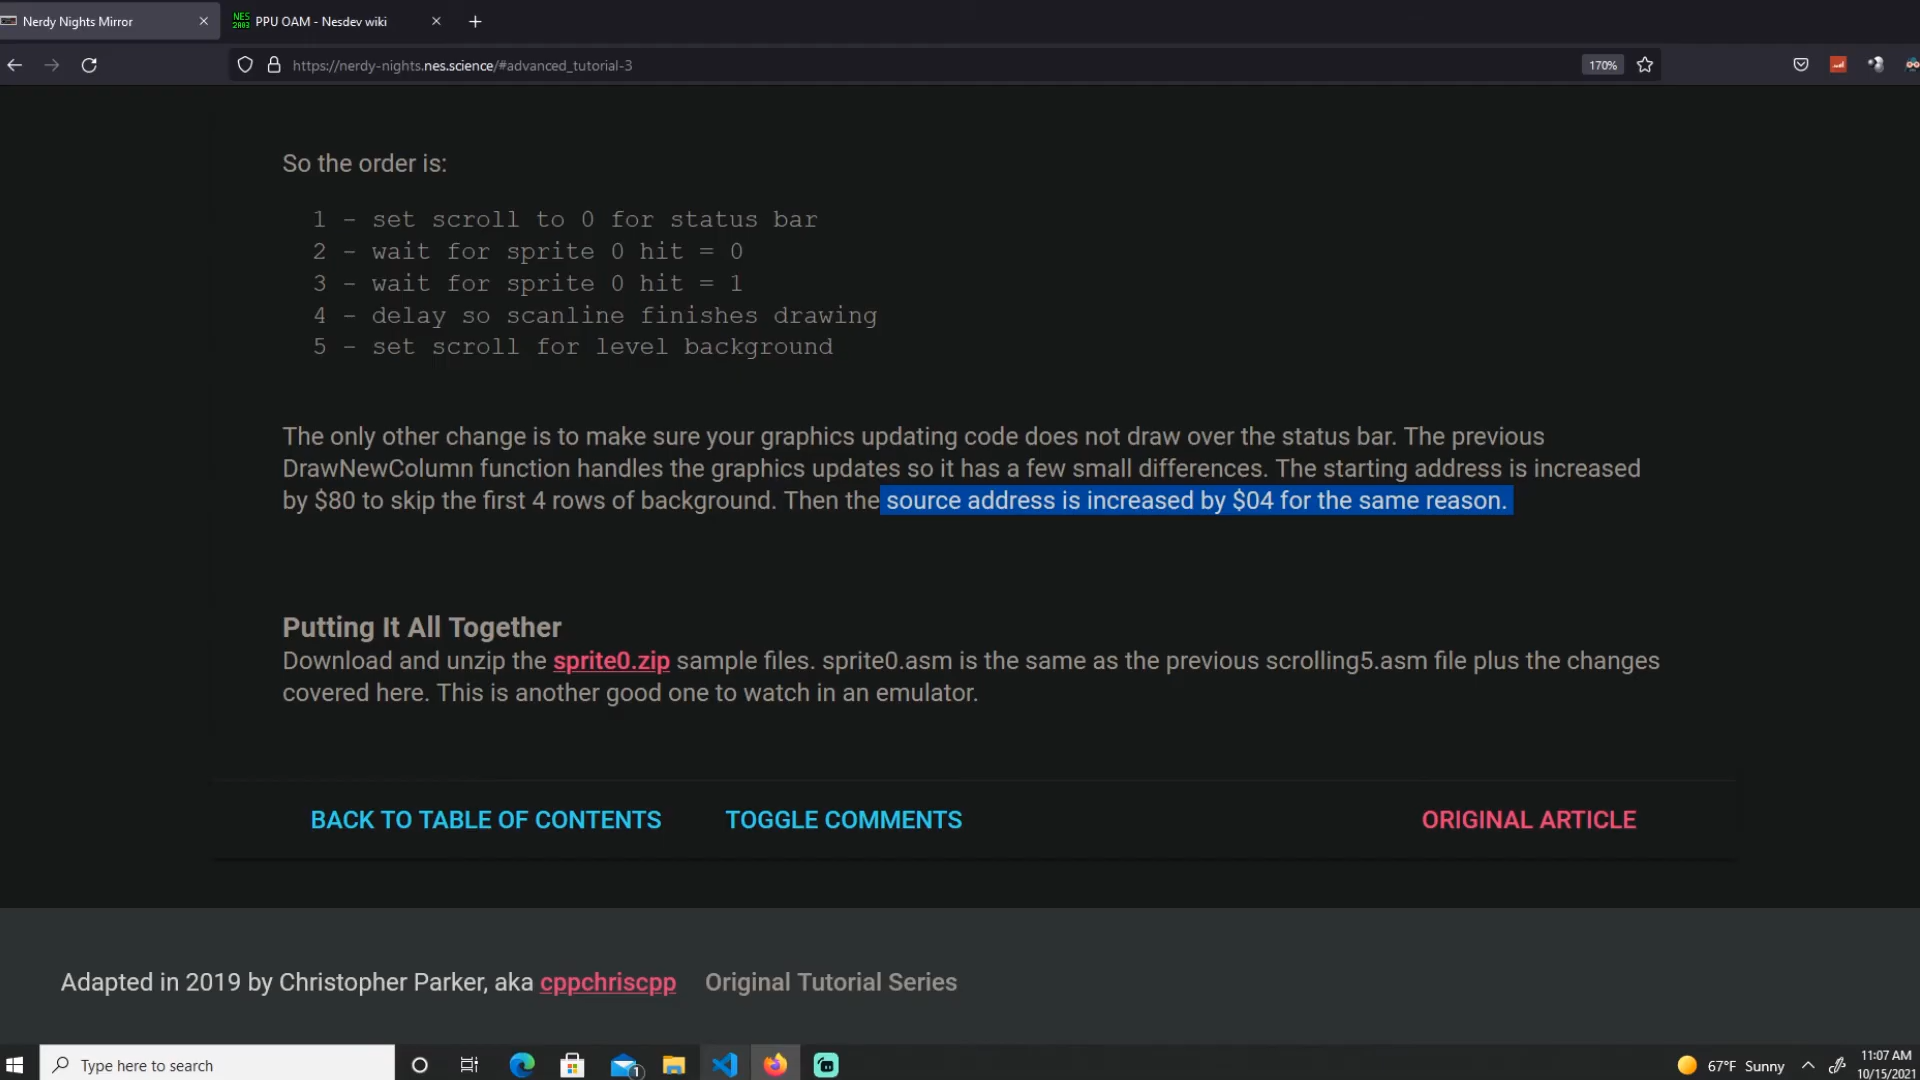 Nerdy Nights Mirror
NES 2A03 PPU OAM - Nesdev wiki
https://nerdy-nights.nes.science/#advanced_tutorial-3
170%
So the order is:
1 - set scroll to 0 for status bar
2 - wait for sprite 0 hit = 0
3 - wait for sprite 0 hit = 1
4 - delay so scanline finishes drawing
5 - set scroll for level background
The only other change is to make sure your graphics updating code does not draw over the status bar. The previous
DrawNewColumn function handles the graphics updates so it has a few small differences. The starting address is increased
by $80 to skip the first 4 rows of background. Then the source address is increased by $04 for the same reason.
Putting It All Together
Download and unzip the sprite0.zip sample files. sprite0.asm is the same as the previous scrolling5.asm file plus the changes
covered here. This is another good one to watch in an emulator.
BACK TO TABLE OF CONTENTS TOGGLE COMMENTS ORIGINAL ARTICLE
Adapted in 2019 by Christopher Parker, aka cppchriscpp Original Tutorial Series
Type here to search
1
67°F Sunny
11:07 AM
10/15/2021